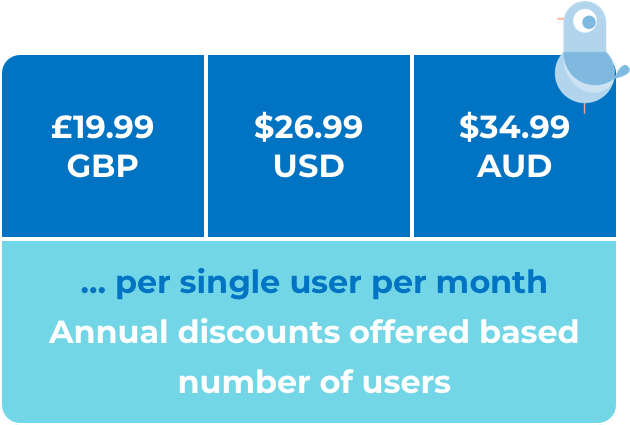 £19.99
GBP
$26.99
USD
$34.99
AUD
... per single user per month
Annual discounts offered based
number of users